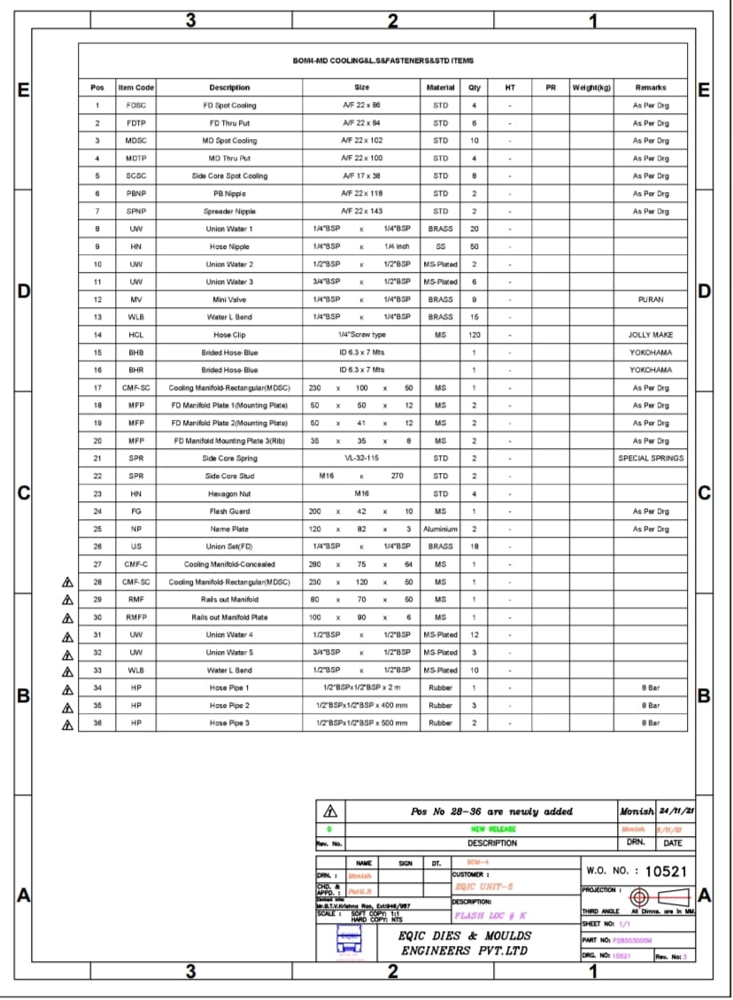 3 2 1
BOM4-MD COOLING&L.S&FASTENERS&STD ITEMS
E E
Pos Item Code Description Size Material Qty HT PR Weight(kg) Remarks
1 FDSC FD Spot Cooling A/F 22 x 86 STD 4 - As Per Drg
2 FDTP FD Thru Put A/F 22 x 84 STD 6 - As Per Drg
3 MDSC MD Spot Cooling A/F 22 x 102 STD 10 - As Per Drg
4 MDTP MD Thru Put A/F 22 x 100 STD 4 - As Per Drg
5 SCSC Side Core Spot Cooling A/F 17 x 36 STD 8 - As Per Drg
6 PBNP PB Nipple A/F 22 x 118 STD 2 - As Per Drg
7 SPNP Spreader Nipple A/F 22 x 143 STD 2 - As Per Drg
8 UW Union Water 1 1/4"BSP x 1/4"BSP BRASS 20 -
9 HN Hose Nipple 1/4"BSP x 1/4 Inch SS 50 -
10 UW Union Water 2 1/2"BSP x 1/2"BSP MS-Plated 2 -
11 UW Union Water 3 3/4"BSP x 1/2"BSP MS-Plated 6 -
D D
12 MV Mini Valve 1/4"BSP x 1/4"BSP BRASS 9 - PURAN
13 WLB Water L Bend 1/4"BSP x 1/4"BSP BRASS 15 -
14 HCL Hose Clip 1/4"Screw type MS 120 - JOLLY MAKE
15 BHB Brided Hose-Blue ID 6.3 x 7 Mts 1 - YOKOHAMA
16 BHR Brided Hose-Blue ID 6.3 x 7 Mts 1 - YOKOHAMA
17 CMF-SC Cooling Manifold-Rectangular(MDSC) 230 x 100 x 50 MS 1 - As Per Drg
18 MFP FD Manifold Plate 1(Mounting Plate) 50 x 50 x 12 MS 2 - As Per Drg
19 MFP FD Manifold Plate 2(Mounting Plate) 50 x 41 x 12 MS 2 - As Per Drg
20 MFP FD Manifold Mounting Plate 3(Rib) 35 x 35 x 8 MS 2 - As Per Drg
21 SPR Side Core Spring VL-32-115 STD 2 - SPECIAL SPRINGS
22 SPR Side Core Stud M16 x 270 STD 2 -
C C
23 HN Hexagon Nut M16 STD 4 -
24 FG Flash Guard 200 x 42 x 10 MS 1 - As Per Drg
25 NP Name Plate 120 x 82 x 3 Aluminium 2 - As Per Drg
26 US Union Set(FD) 1/4"BSP x 1/4"BSP BRASS 18 -
27 CMF-C Cooling Manifold-Concealed 280 x 75 x 64 MS 1 -
28 CMF-SC Cooling Manifold-Rectangular(MDSC) 230 x 120 x 50 MS 1 -
29 RMF Rails out Manifold 80 x 70 x 50 MS 1 -
30 RMFP Rails out Manifold Plate 100 x 90 x 6 MS 1 -
31 UW Union Water 4 1/2"BSP x 1/2"BSP MS-Plated 12 -
32 UW Union Water 5 3/4"BSP x 1/2"BSP MS-Plated 3 -
33 WLB Water L Bend 1/2"BSP x 1/2"BSP MS-Plated 10 -
34 HP Hose Pipe 1 1/2"BSPx1/2"BSP x 2 m Rubber 1 - 8 Bar
B B
35 HP Hose Pipe 2 1/2"BSPx1/2"BSP x 400 mm Rubber 3 - 8 Bar
36 HP Hose Pipe 3 1/2"BSPx1/2"BSP x 500 mm Rubber 2 - 8 Bar
Pos No 28-36 are newly added Monish 24/11/21
0 NEW RELEASE Monish 9/11/21
Rev. No. DESCRIPTION DRN. DATE
NAME SIGN DT. BOM-4
W.O. NO. : 10521
DRN. : Monish CUSTOMER :
CHD. & APPD. : EQIC UNIT-5
PROJECTION :
Contact Info:
Mr.B.T.V.Krishna Rao, Ext:946/967
DESCRIPTION:
SCALE : SOFT COPY: 1:1
HARD COPY: NTS
FLASH LOC # K
THIRD ANGLE All Dimns. are in MM.
A A
SHEET NO: 1/1
EQIC
EQIC DIES & MOULDS
ENGINEERS PVT.LTD
PART NO: P28503005M
DRG. NO: 10521 Rev. No: 3
3 2 1